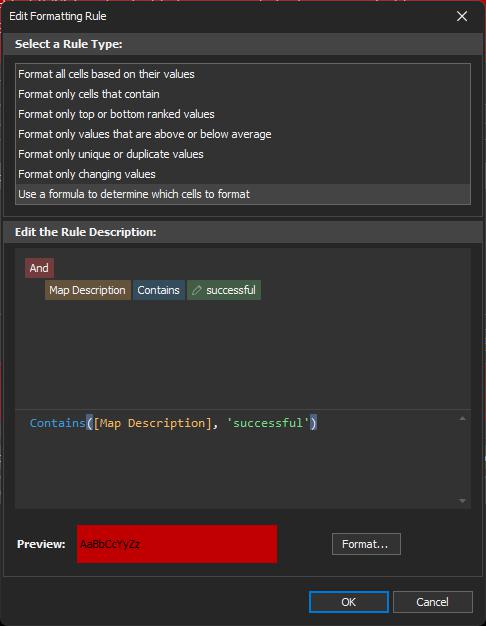 Edit Formatting Rule
Select a Rule Type:
Format all cells based on their values
Format only cells that contain
Format only top or bottom ranked values
Format only values that are above or below average
Format only unique or duplicate values
Format only changing values
Use a formula to determine which cells to format
Edit the Rule Description:
And
Map Description Contains successful
Contains([Map Description], 'successful')
Preview: AaBbCcYyZz Format...
OK Cancel